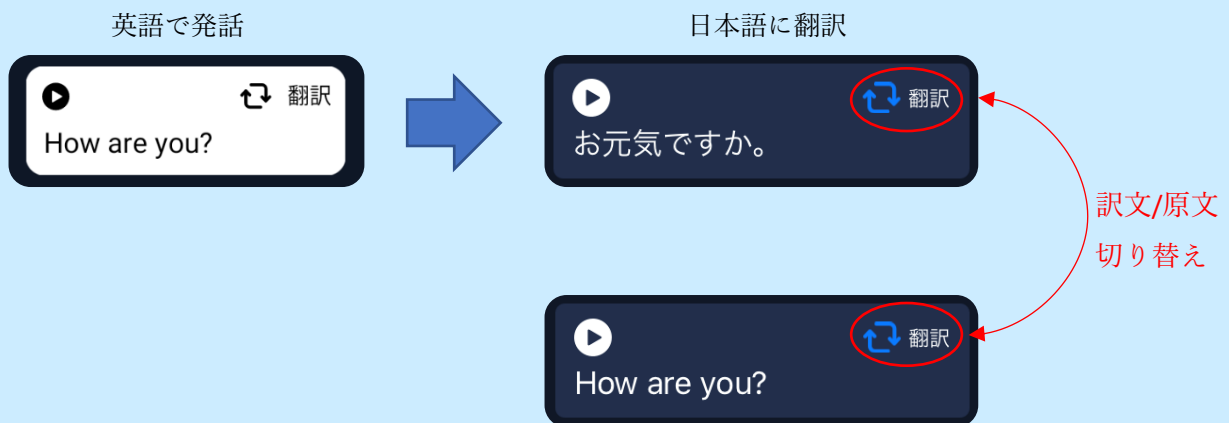 英語で発話
日本語に翻訳
翻訳
How are you?
翻訳
お元気ですか。
訳文/原文
切り替え
翻訳
How are you?